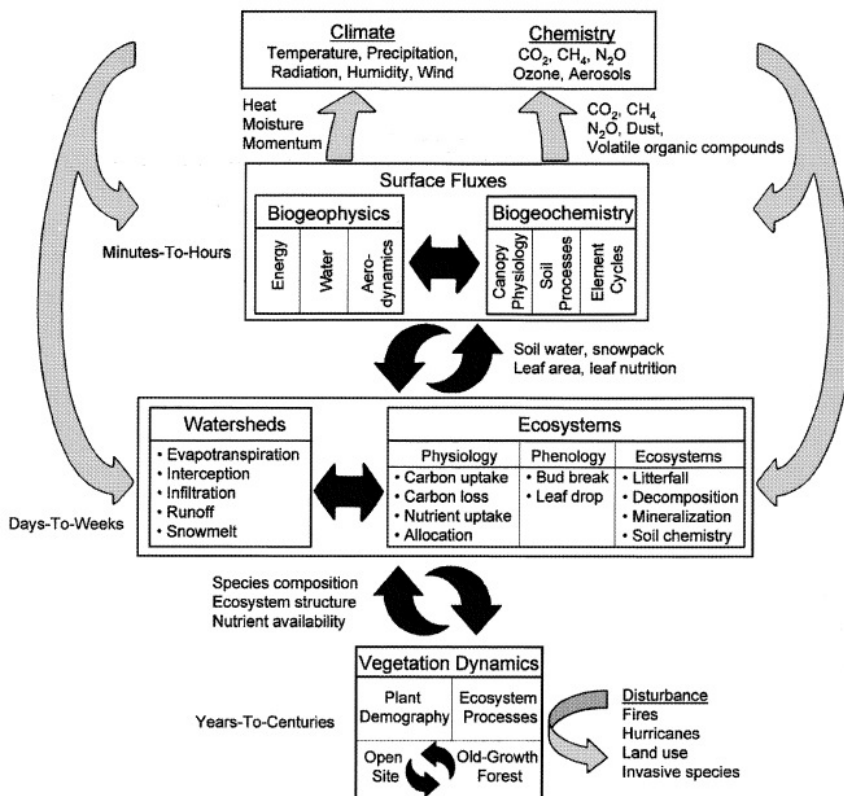 Climate
Temperature, Precipitation,
Radiation, Humidity, Wind
Chemistry
CO₂, CH₄, N₂O
Ozone, Aerosols
Heat
Moisture
Momentum
CO₂, CH₄
N₂O, Dust,
Volatile organic compounds
Surface Fluxes
Minutes-To-Hours
Biogeophysics
Energy
Water
Aero-
dynamics
Biogeochemistry
Canopy
Physiology
Soil
Processes
Element
Cycles
Soil water, snowpack
Leaf area, leaf nutrition
Days-To-Weeks
Watersheds
• Evapotranspiration
• Interception
• Infiltration
• Runoff
• Snowmelt
Ecosystems
Physiology
• Carbon uptake
• Carbon loss
• Nutrient uptake
• Allocation
Phenology
• Bud break
• Leaf drop
Ecosystems
• Litterfall
• Decomposition
• Mineralization
• Soil chemistry
Species composition
Ecosystem structure
Nutrient availability
Years-To-Centuries
Vegetation Dynamics
Plant
Demography
Ecosystem
Processes
Open
Site
Old-Growth
Forest
Disturbance
Fires
Hurricanes
Land use
Invasive species